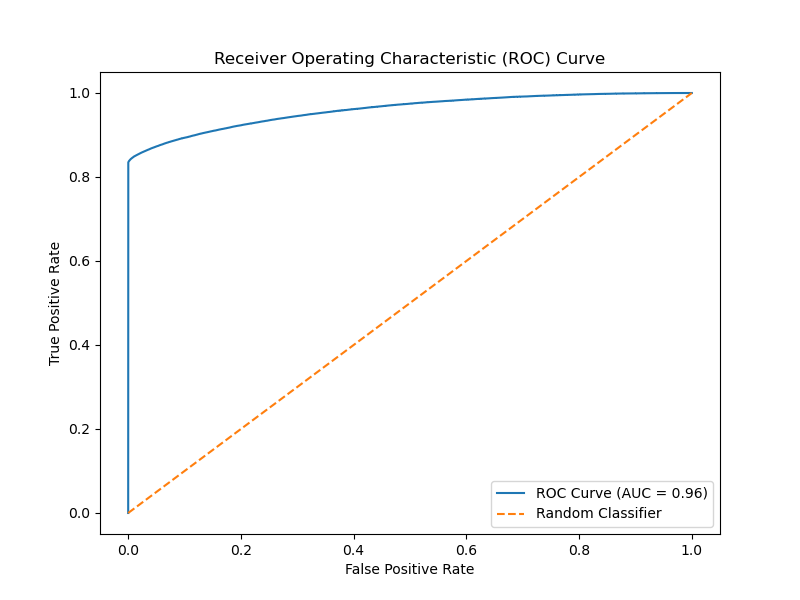 Receiver Operating Characteristic (ROC) Curve
True Positive Rate
1.0
0.8
0.6
0.4
0.2
0.0
0.0 0.2 0.4 0.6 0.8 1.0
False Positive Rate
ROC Curve (AUC = 0.96)
Random Classifier